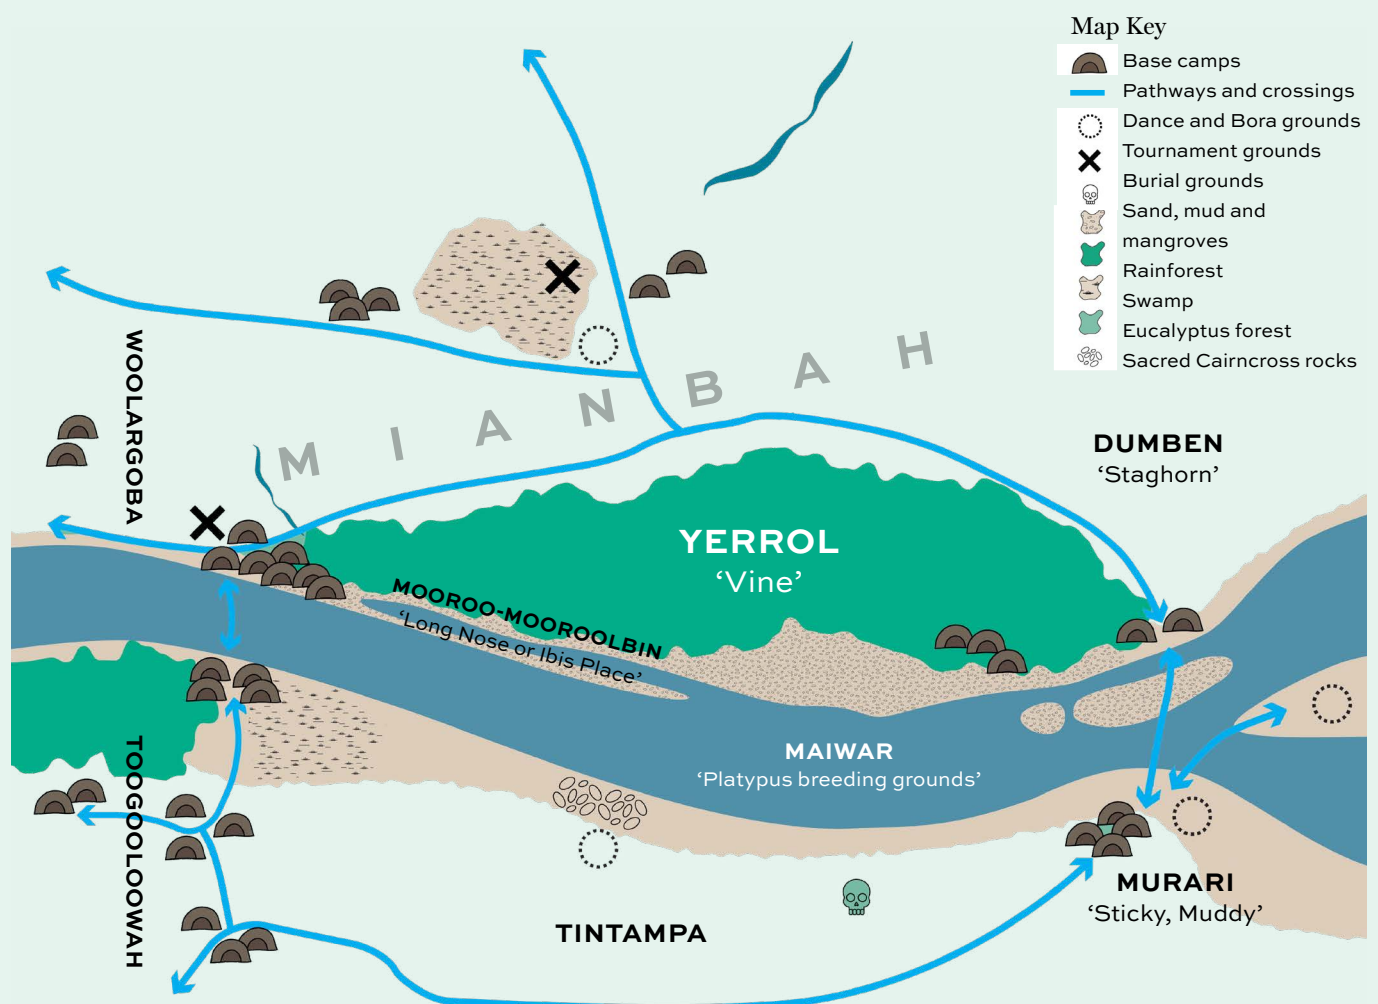 Map Key
Base camps
Pathways and crossings
Dance and Bora grounds
Tournament grounds
Burial grounds
Sand, mud and
mangroves
Rainforest
Swamp
Eucalyptus forest
Sacred Cairncross rocks
WOOLARGOBA
MIANBAH
DUMBEN
‘Staghorn’
YERROL
‘Vine’
MOOROO-MOOROOLBIN
‘Long Nose or Ibis Place’
MAIWAR
‘Platypus breeding grounds’
TOOGOOLOOWAH
MURARI
‘Sticky, Muddy’
TINTAMPA